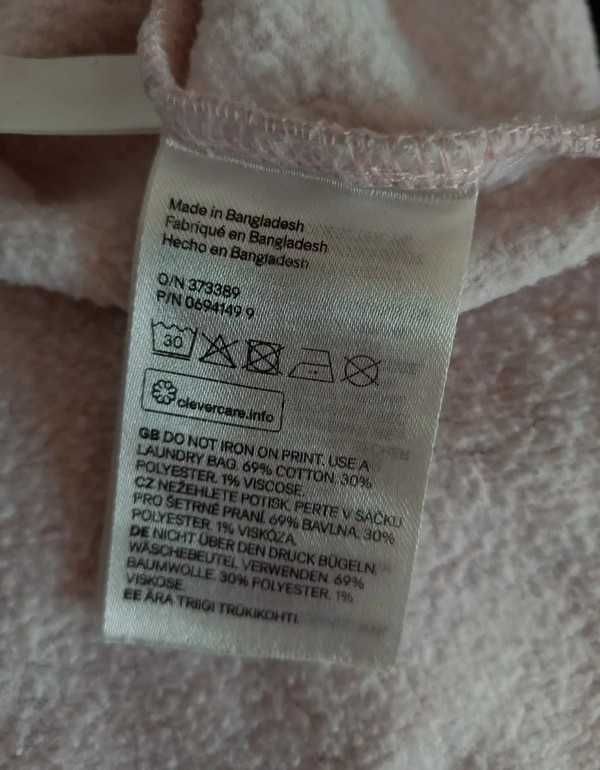 Made in Bangladesh
Fabriqué en Bangladesh
Hecho en Bangladesh
O/N 373389
P/N 0694149 9
30
clevercare.info
GB DO NOT IRON ON PRINT. USE A
LAUNDRY BAG. 69% COTTON. 30%
POLYESTER. 1% VISCOSE.
CZ NEŽEHLETE POTISK. PERTE V SÁČKU
PRO ŠETRNÉ PRANÍ. 69% BAVLNA. 30%
POLYESTER. 1% VISKÓZA.
DE NICHT ÜBER DEN DRUCK BÜGELN.
WÄSCHEBEUTEL VERWENDEN. 69%
BAUMWOLLE. 30% POLYESTER. 1%
VISKOSE.
EE ÄRA TRIIGI TRÜKIKOHTI.